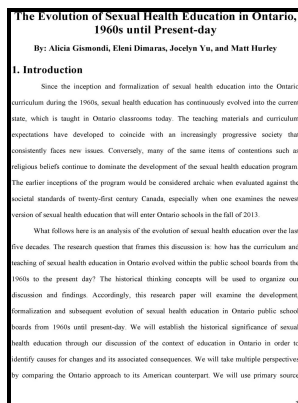 The Evolution of Sexual Health Education in Ontario,
1960s until Present-day
By: Alicia Gismondi, Eleni Dimaras, Jocelyn Yu, and Matt Hurley
1. Introduction
Since the inception and formalization of sexual health education into the Ontario
curriculum during the 1960s, sexual health education has continuously evolved into the current
state, which is taught in Ontario classrooms today. The teaching materials and curriculum
expectations have developed to coincide with an increasingly progressive society that
consistently faces new issues. Conversely, many of the same items of contentions such as
religious beliefs continue to dominate the development of the sexual health education program.
The earlier inceptions of the program would be considered archaic when evaluated against the
societal standards of twenty-first century Canada, especially when one examines the newest
version of sexual health education that will enter Ontario schools in the fall of 2013.
What follows here is an analysis of the evolution of sexual health education over the last
five decades. The research question that frames this discussion is: how has the curriculum and
teaching of sexual health education in Ontario evolved within the public school boards from the
1960s to the present day? The historical thinking concepts will be used to organize our
discussion and findings. Accordingly, this research paper will examine the development,
formalization and subsequent evolution of sexual health education in Ontario public school
boards from 1960s until present-day. We will establish the historical significance of sexual
health education through our discussion of the context of education in Ontario in order to
identify causes for changes and its associated consequences. We will take multiple perspectives
by comparing the Ontario approach to its American counterpart. We will use primary source